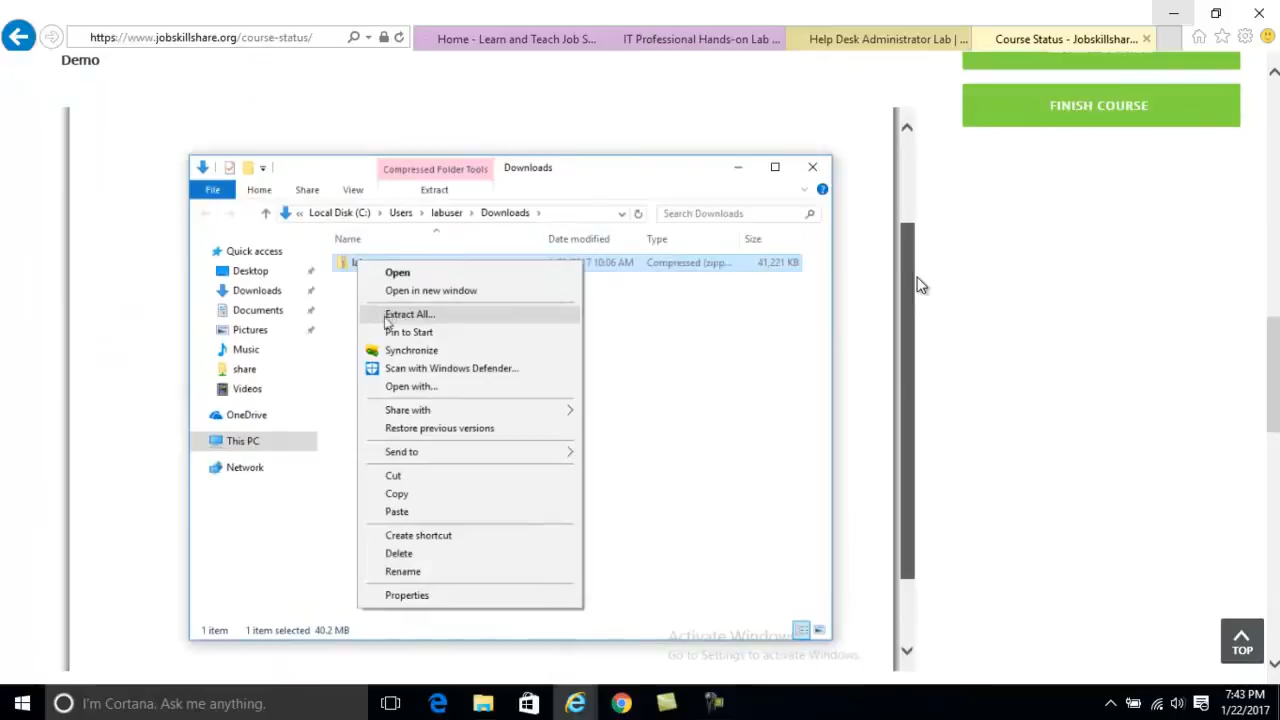 https://www.jobskillshare.org/course-status/
Home - Learn and Teach Job S...
IT Professional Hands-on Lab ...
Help Desk Administrator Lab | ...
Course Status - Jobskillshar...
Demo
FINISH COURSE
Compressed Folder Tools
Downloads
File
Home
Share
View
Extract
« Local Disk (C:) > Users > labuser > Downloads >
Search Downloads
Name
Date modified
Type
Size
10:06 AM
Compressed (zipp...
41,221 KB
Quick access
Desktop
Downloads
Documents
Pictures
Music
share
Videos
OneDrive
This PC
Network
Open
Open in new window
Extract All...
Pin to Start
Synchronize
Scan with Windows Defender...
Open with...
Share with
Restore previous versions
Send to
Cut
Copy
Paste
Create shortcut
Delete
Rename
Properties
1 item
1 item selected 40.2 MB
Activate Windows
Go to Settings to activate Windows.
TOP
I'm Cortana. Ask me anything.
7:43 PM
1/22/2017